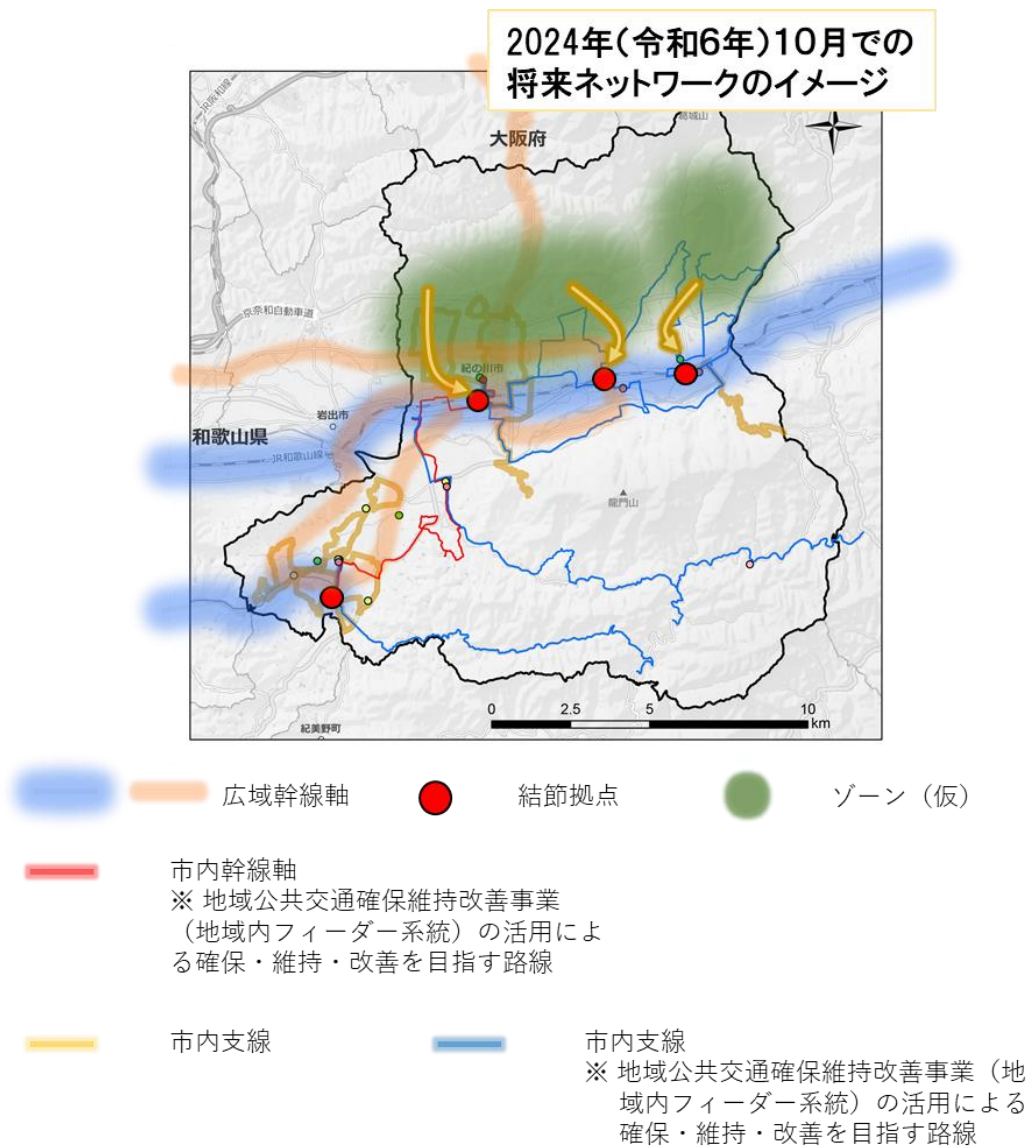 2024年(令和6年)10月での
将来ネットワークのイメージ
JR阪和線
大阪府
葛城山
京奈和自動車道
紀の川市
岩出市
和歌山県
JR和歌山線
龍門山
紀美野町
0 2.5 5 10
km
広域幹線軸
結節拠点
ゾーン（仮）
市内幹線軸
※ 地域公共交通確保維持改善事業
（地域内フィーダー系統）の活用によ
る確保・維持・改善を目指す路線
市内支線
市内支線
※ 地域公共交通確保維持改善事業（地
域内フィーダー系統）の活用による
確保・維持・改善を目指す路線